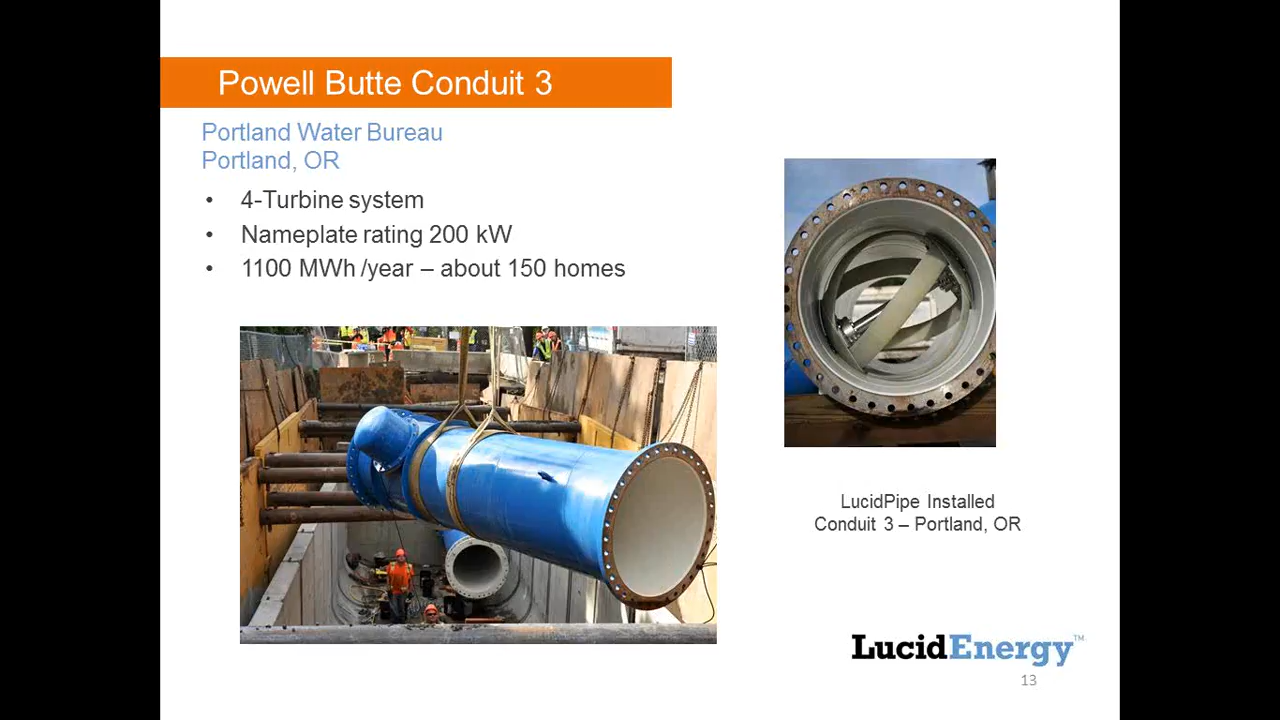 Powell Butte Conduit 3
Portland Water Bureau
Portland, OR
• 4-Turbine system
• Nameplate rating 200 kW
• 1100 MWh /year – about 150 homes
LucidPipe Installed
Conduit 3 – Portland, OR
LucidEnergy™
13